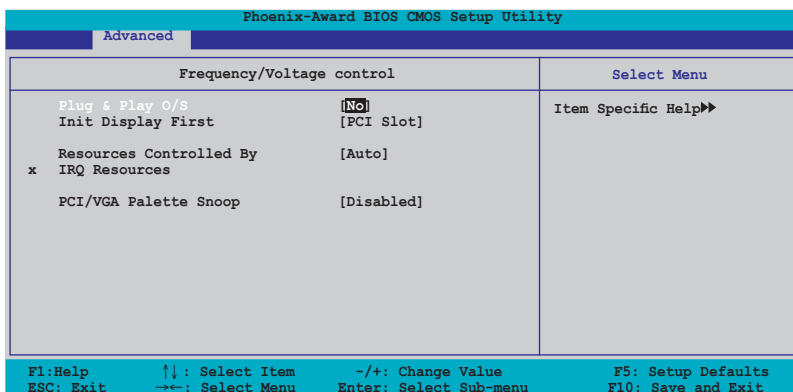 Phoenix-Award BIOS CMOS Setup Utility
Advanced
Frequency/Voltage control
Select Menu
Plug & Play O/S [No]
Item Specific Help▶▶
Init Display First [PCI Slot]
Resources Controlled By [Auto]
x IRQ Resources
PCI/VGA Palette Snoop [Disabled]
F1:Help ↑↓: Select Item -/+: Change Value F5: Setup Defaults
ESC: Exit →←: Select Menu Enter: Select Sub-menu F10: Save and Exit